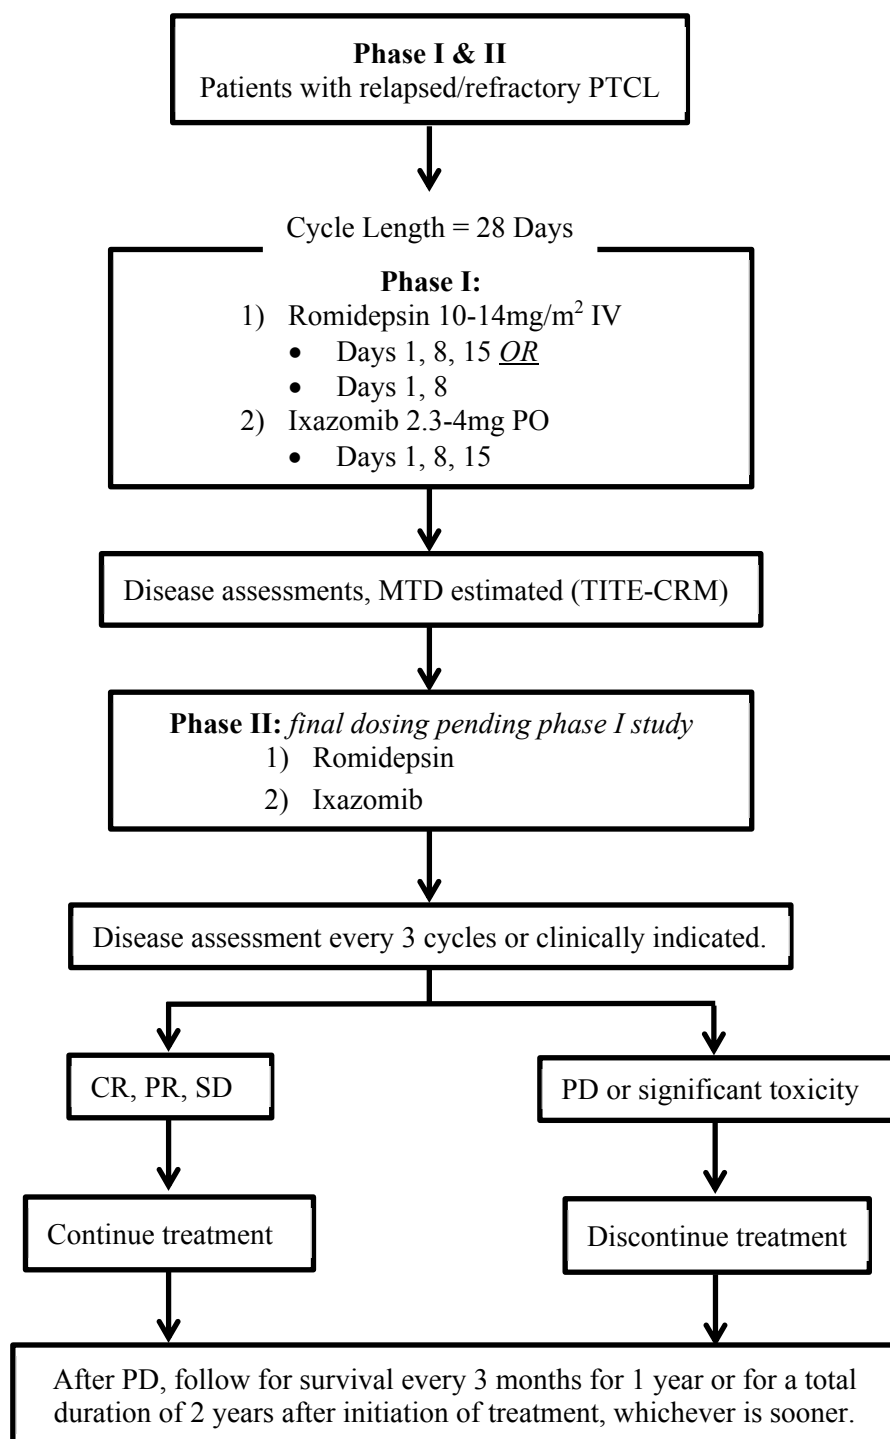 Phase I & II
Patients with relapsed/refractory PTCL
Cycle Length = 28 Days
Phase I:
1) Romidepsin 10-14mg/m² IV
• Days 1, 8, 15 OR
• Days 1, 8
2) Ixazomib 2.3-4mg PO
• Days 1, 8, 15
Disease assessments, MTD estimated (TITE-CRM)
Phase II: final dosing pending phase I study
1) Romidepsin
2) Ixazomib
Disease assessment every 3 cycles or clinically indicated.
CR, PR, SD
PD or significant toxicity
Continue treatment
Discontinue treatment
After PD, follow for survival every 3 months for 1 year or for a total
duration of 2 years after initiation of treatment, whichever is sooner.